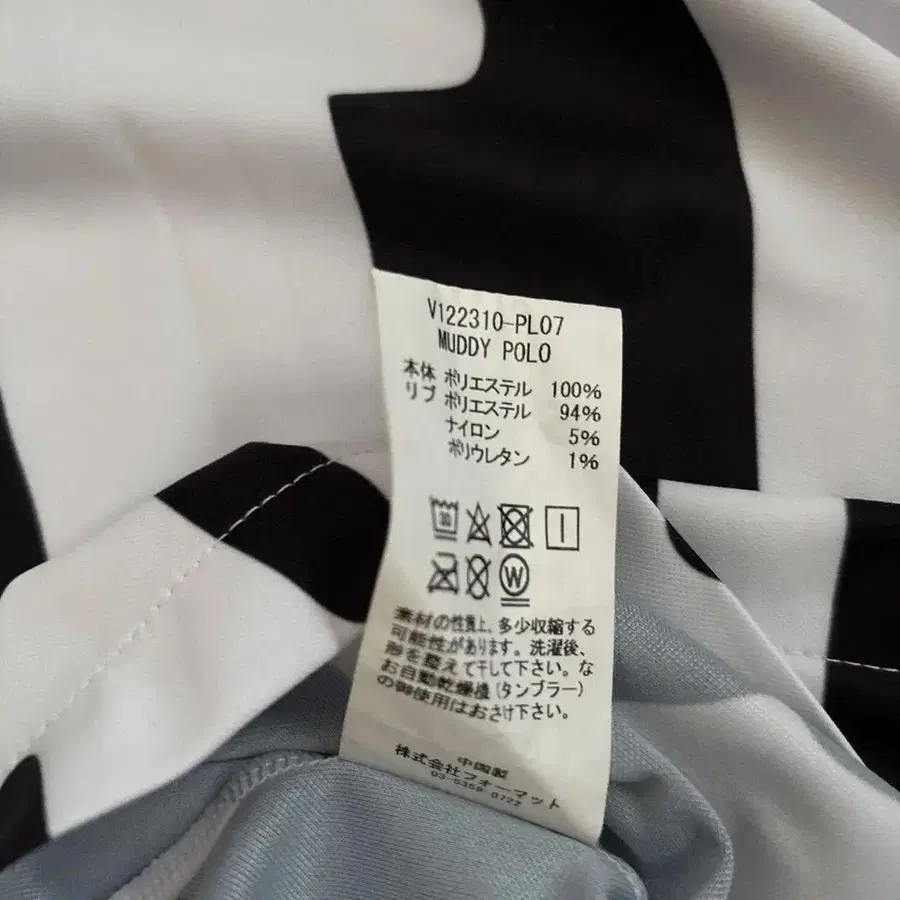 V122310-PL07
MUDDY POLO
本体 ポリエステル 100%
リブ ポリエステル 94%
ナイロン 5%
ポリウレタン 1%
30
W
素材の性質上、多少収縮する
可能性があります。洗濯後、
形を整えて干して下さい。な
お自動乾燥機(タンブラー)
の御使用はおさけ下さい。
中国製
株式会社フォーマット
03-5358-0722